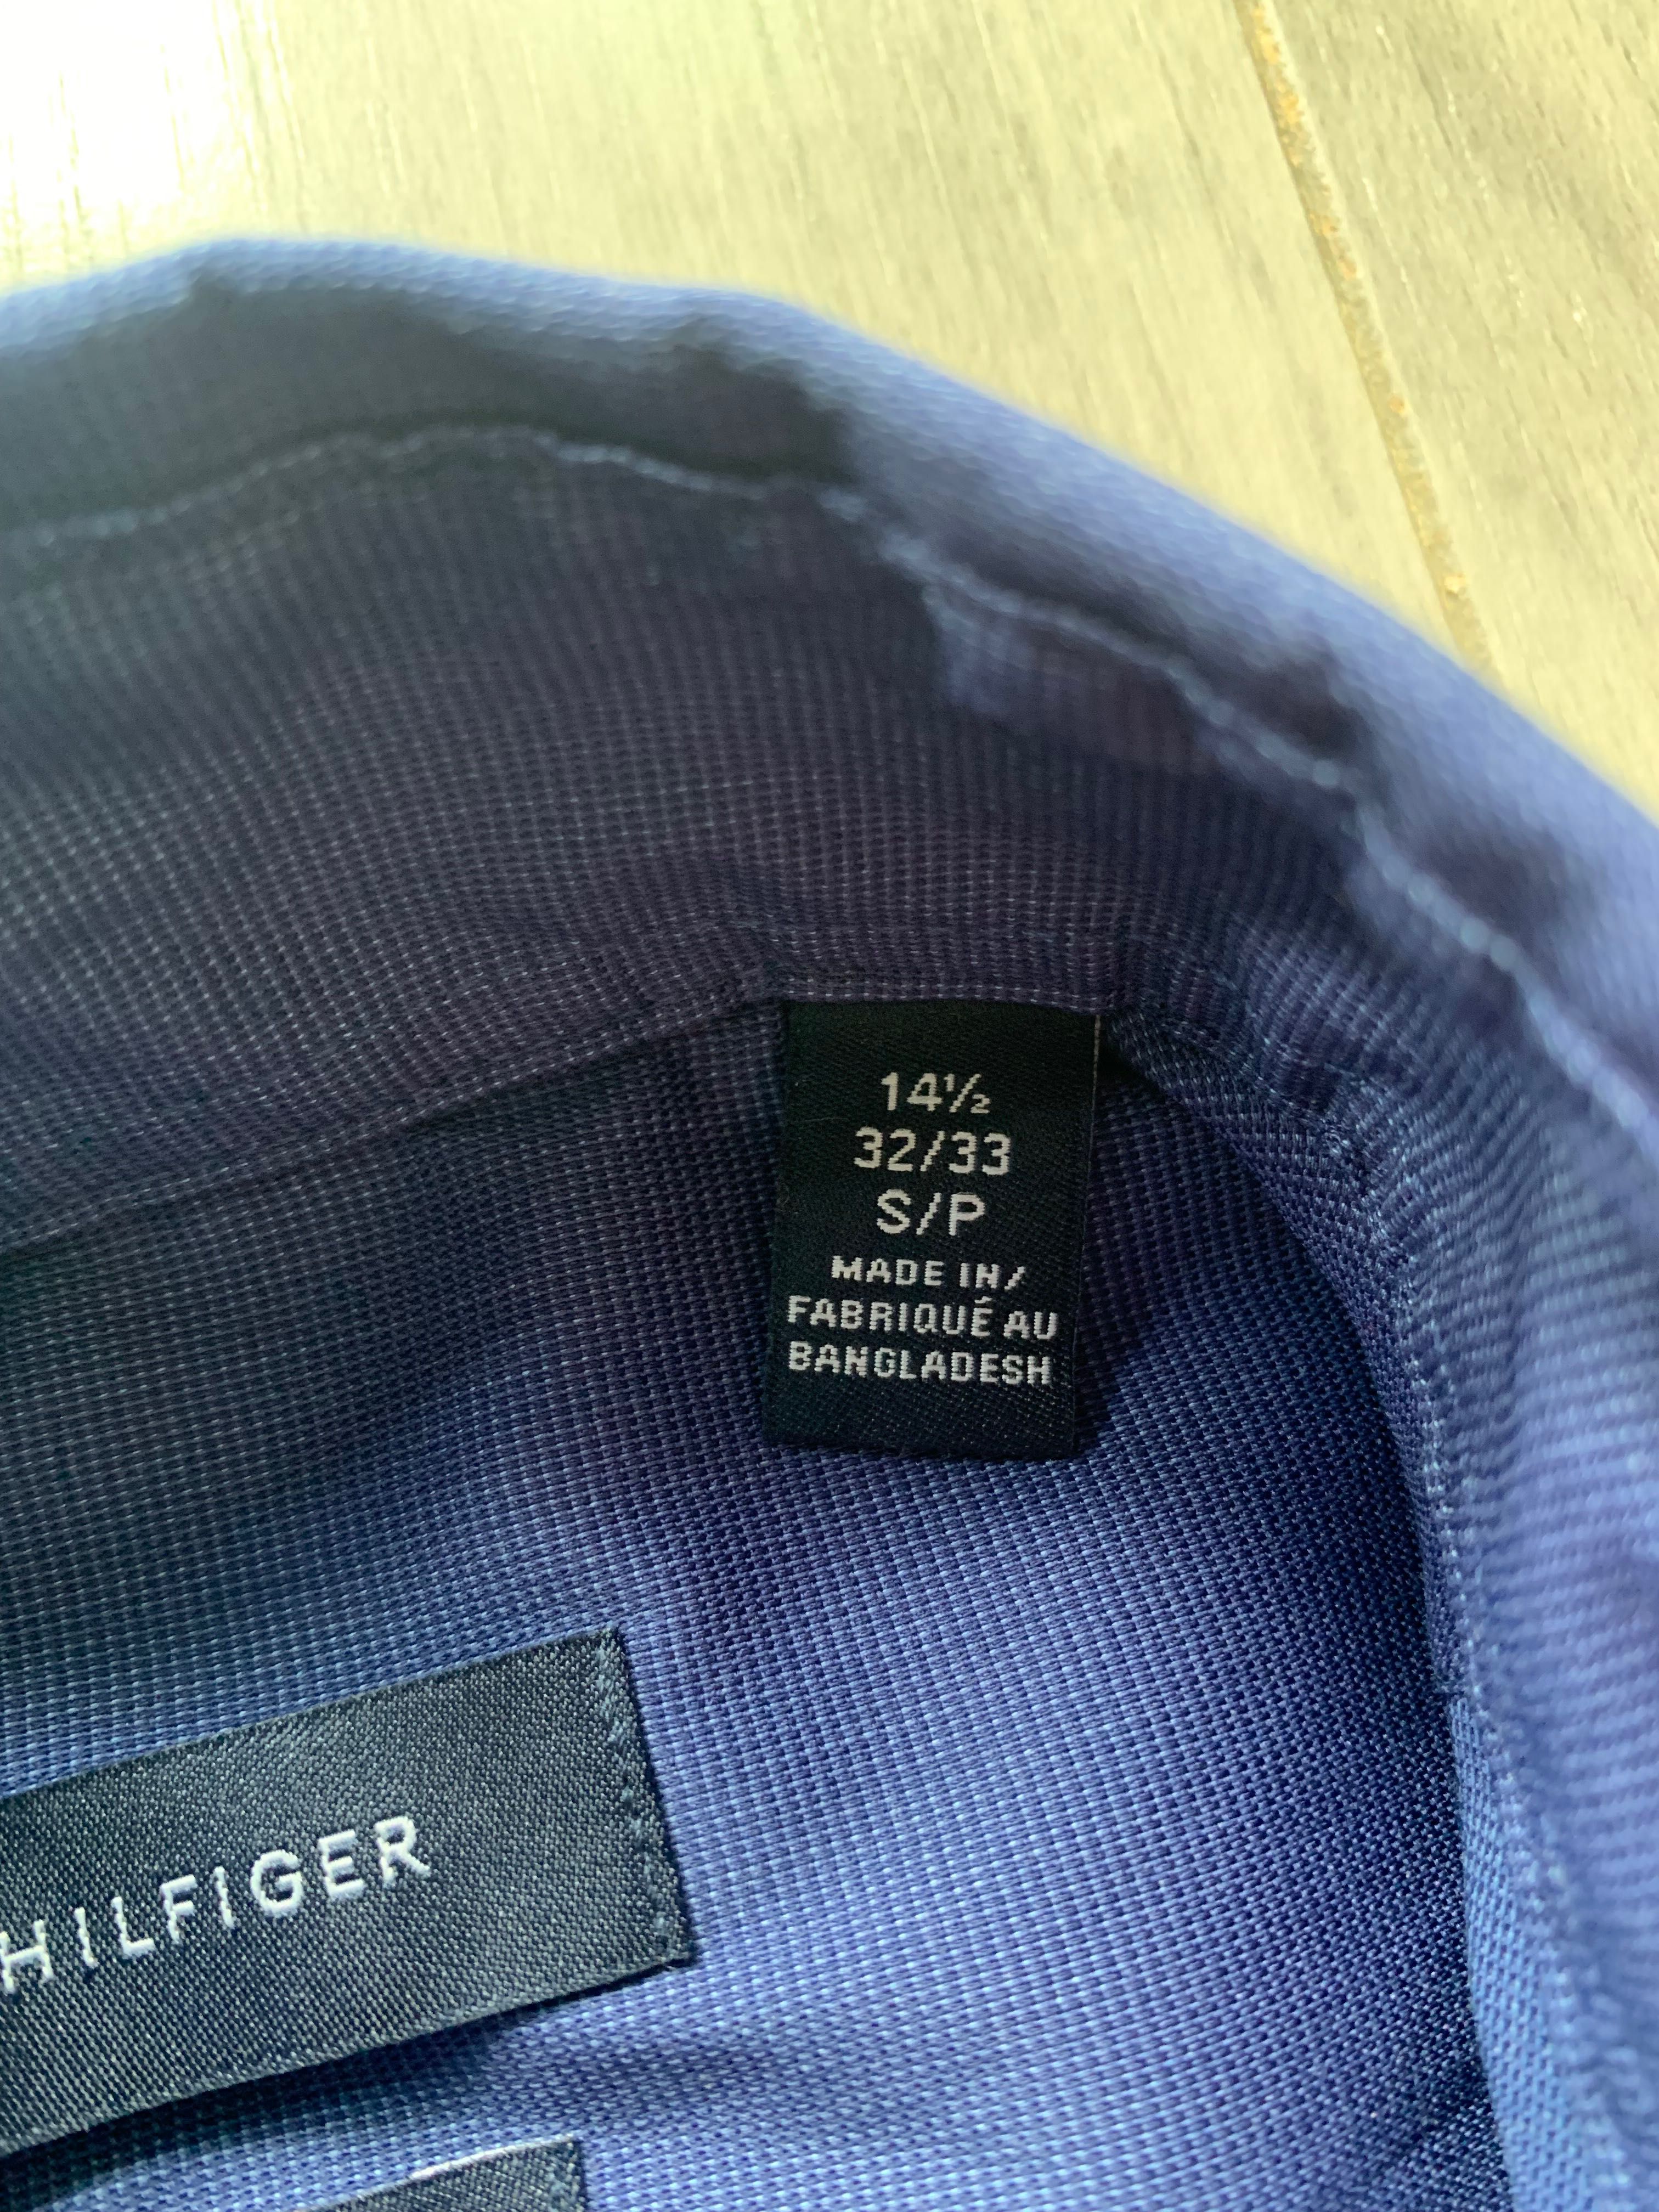 14½
32/33
S/P
MADE IN/
FABRIQUÉ AU
BANGLADESH
HILFIGER